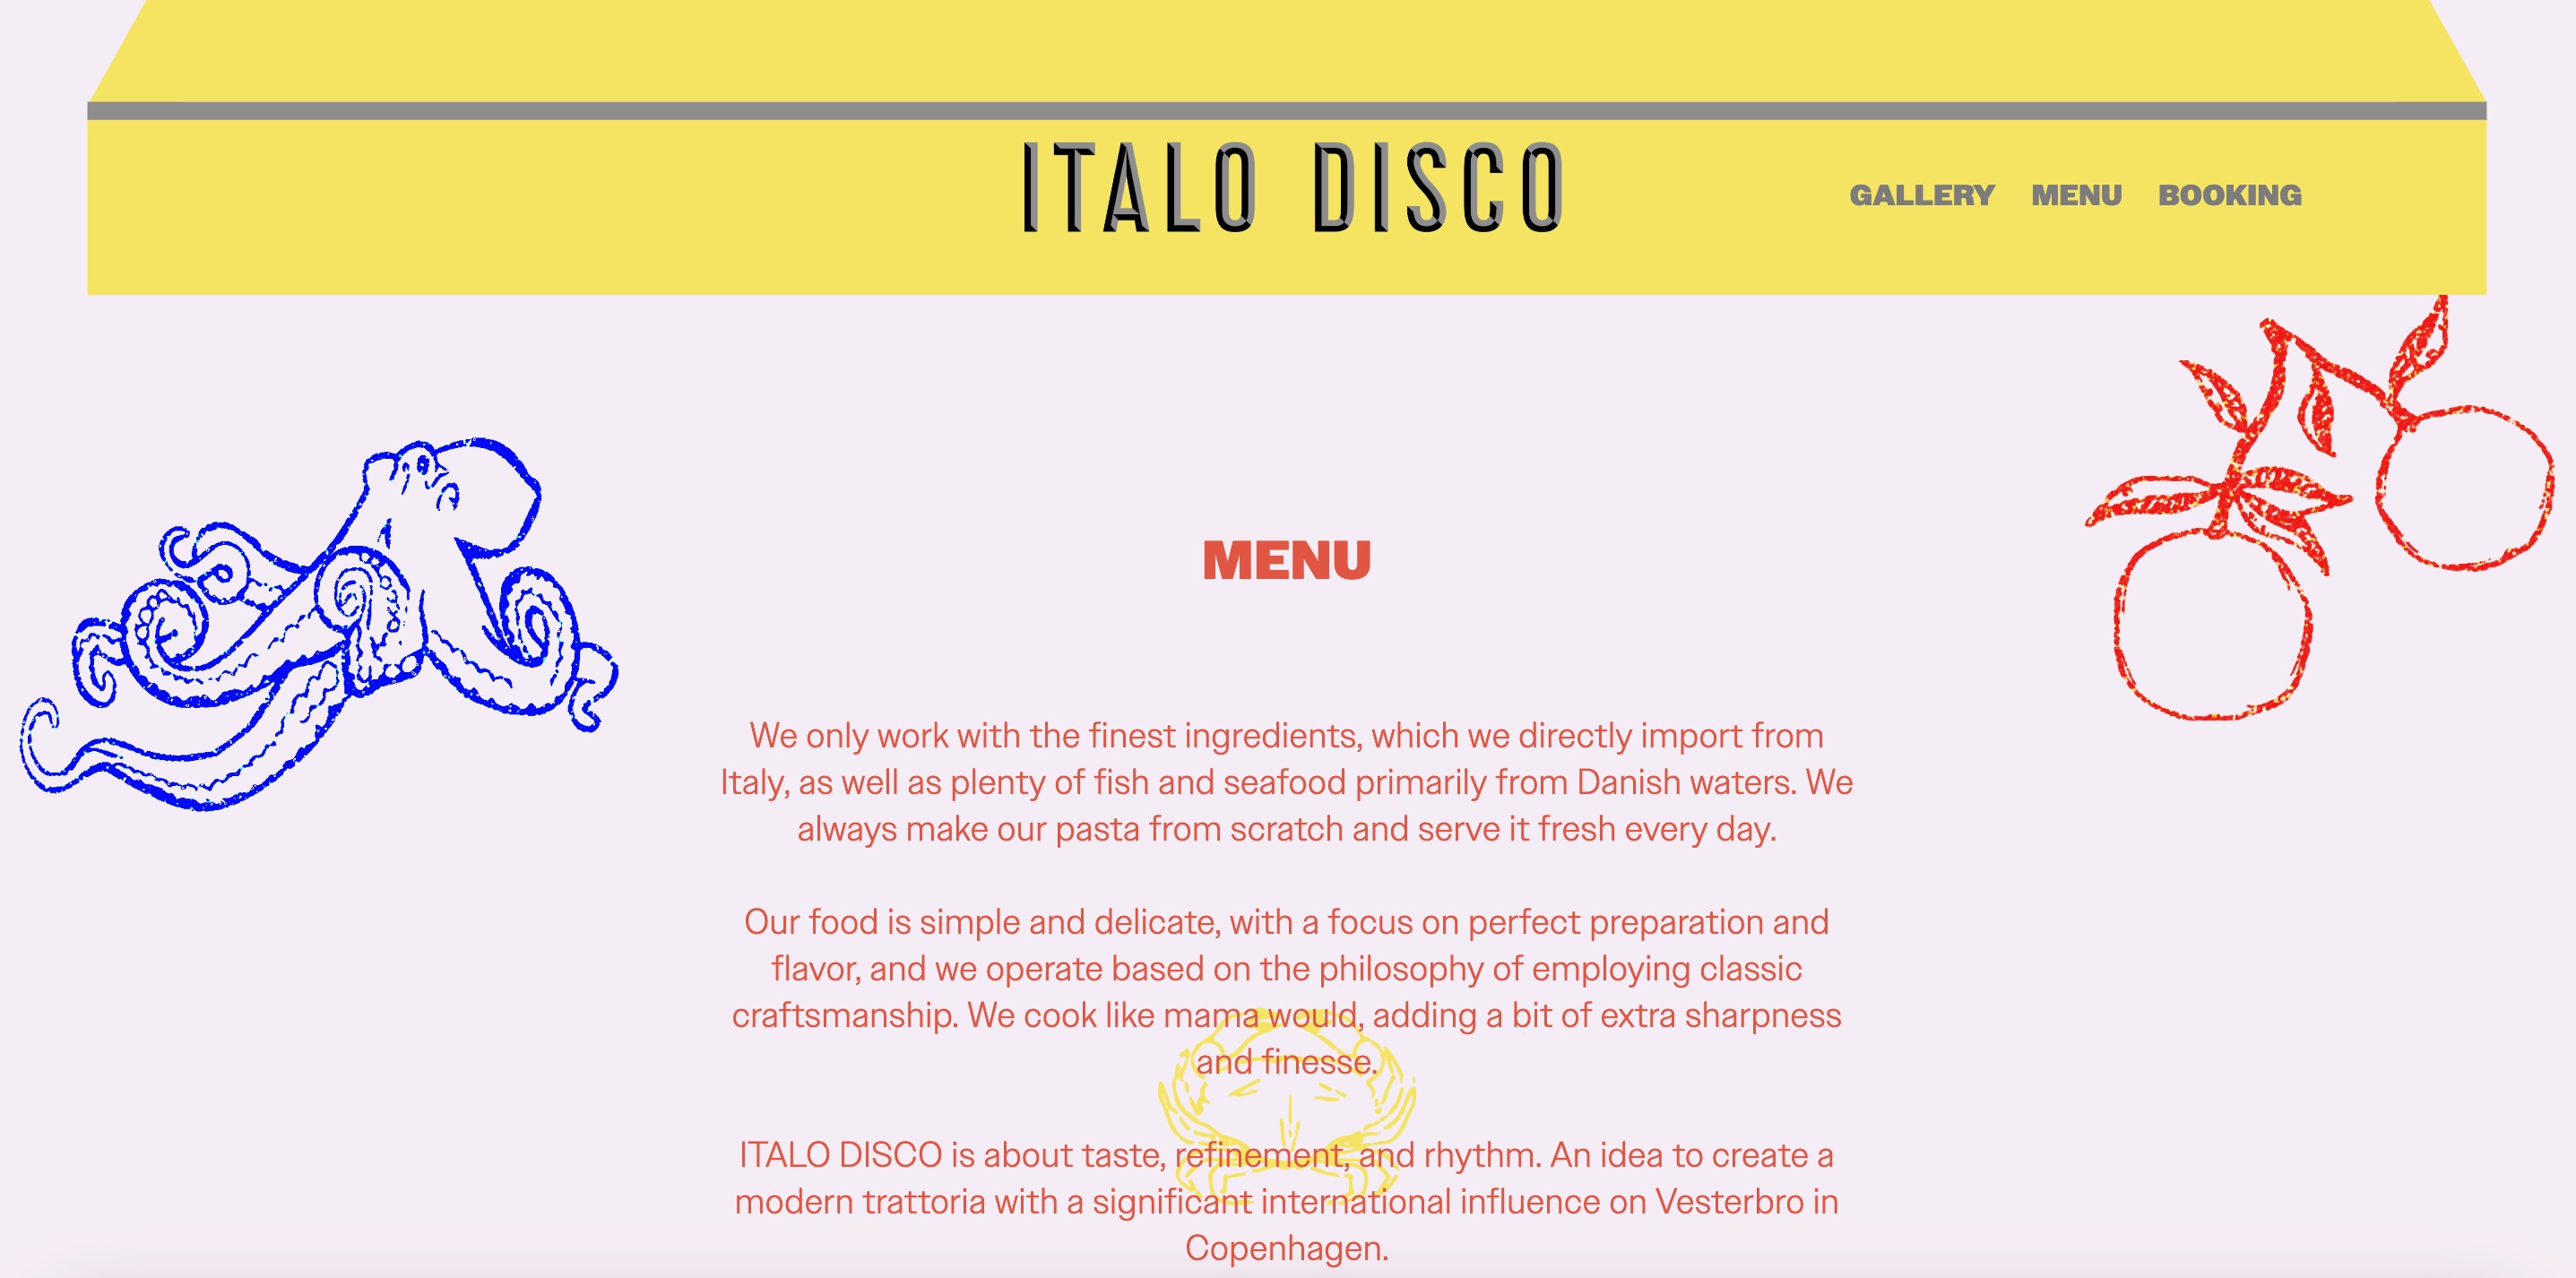 ITALO DISCO
GALLERY MENU BOOKING
MENU
We only work with the finest ingredients, which we directly import from
Italy, as well as plenty of fish and seafood primarily from Danish waters. We
always make our pasta from scratch and serve it fresh every day.
Our food is simple and delicate, with a focus on perfect preparation and
flavor, and we operate based on the philosophy of employing classic
craftsmanship. We cook like mama would, adding a bit of extra sharpness
and finesse.
ITALO DISCO is about taste, refinement, and rhythm. An idea to create a
modern trattoria with a significant international influence on Vesterbro in
Copenhagen.